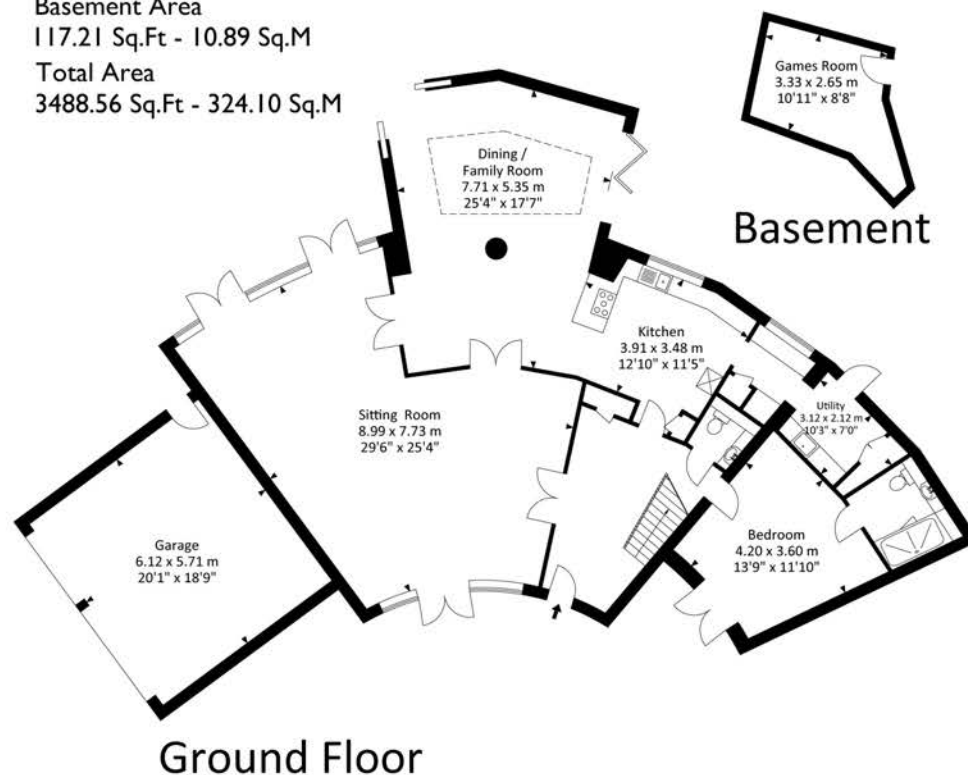 Basement Area
117.21 Sq.Ft - 10.89 Sq.M
Total Area
3488.56 Sq.Ft - 324.10 Sq.M
Games Room
3.33 x 2.65 m
10'11" x 8'8"
Basement
Dining /
Family Room
7.71 x 5.35 m
25'4" x 17'7"
Kitchen
3.91 x 3.48 m
12'10" x 11'5"
Utility
3.12 x 2.12 m
10'3" x 7'0"
Sitting Room
8.99 x 7.73 m
29'6" x 25'4"
Garage
6.12 x 5.71 m
20'1" x 18'9"
Bedroom
4.20 x 3.60 m
13'9" x 11'10"
Ground Floor